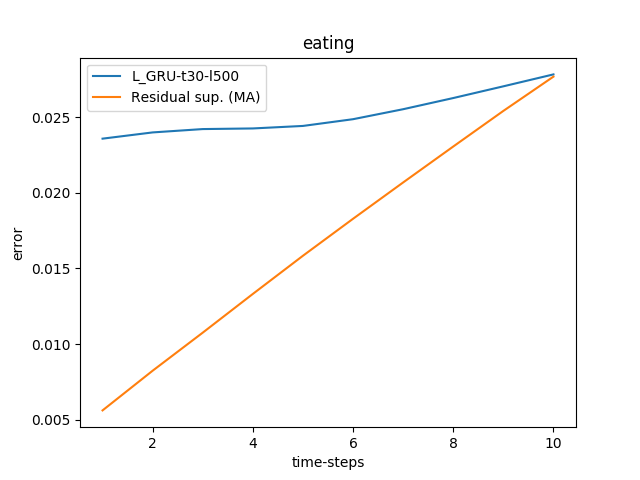 eating
L_GRU-t30-l500
Residual sup. (MA)
0.025
0.020
0.015
0.010
0.005
error
2 4 6 8 10
time-steps